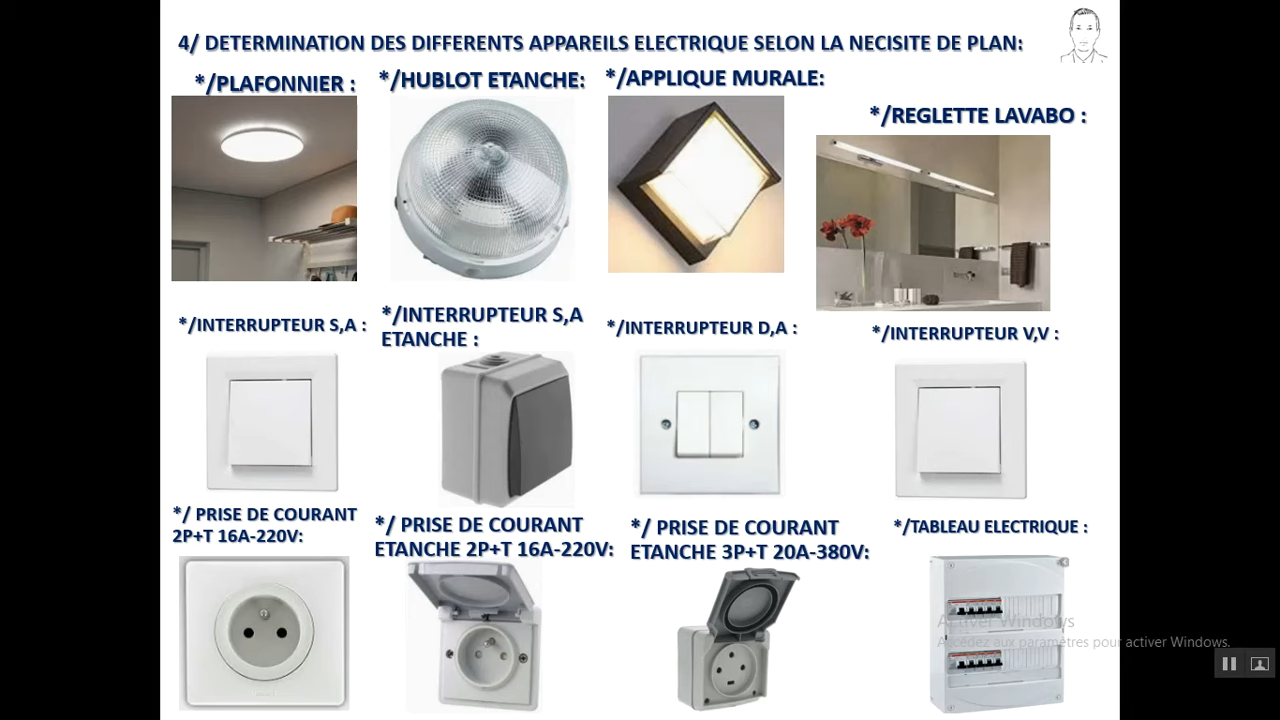 4/ DETERMINATION DES DIFFERENTS APPAREILS ELECTRIQUE SELON LA NECISITE DE PLAN:
*/PLAFONNIER :
*/HUBLOT ETANCHE:
*/APPLIQUE MURALE:
*/REGLETTE LAVABO :
*/INTERRUPTEUR S,A :
*/INTERRUPTEUR S,A
ETANCHE :
*/INTERRUPTEUR D,A :
*/INTERRUPTEUR V,V :
*/ PRISE DE COURANT
2P+T 16A-220V:
*/ PRISE DE COURANT
ETANCHE 2P+T 16A-220V:
*/ PRISE DE COURANT
ETANCHE 3P+T 20A-380V:
*/TABLEAU ELECTRIQUE :
Activer Windows
Accédez aux paramètres pour activer Windows.